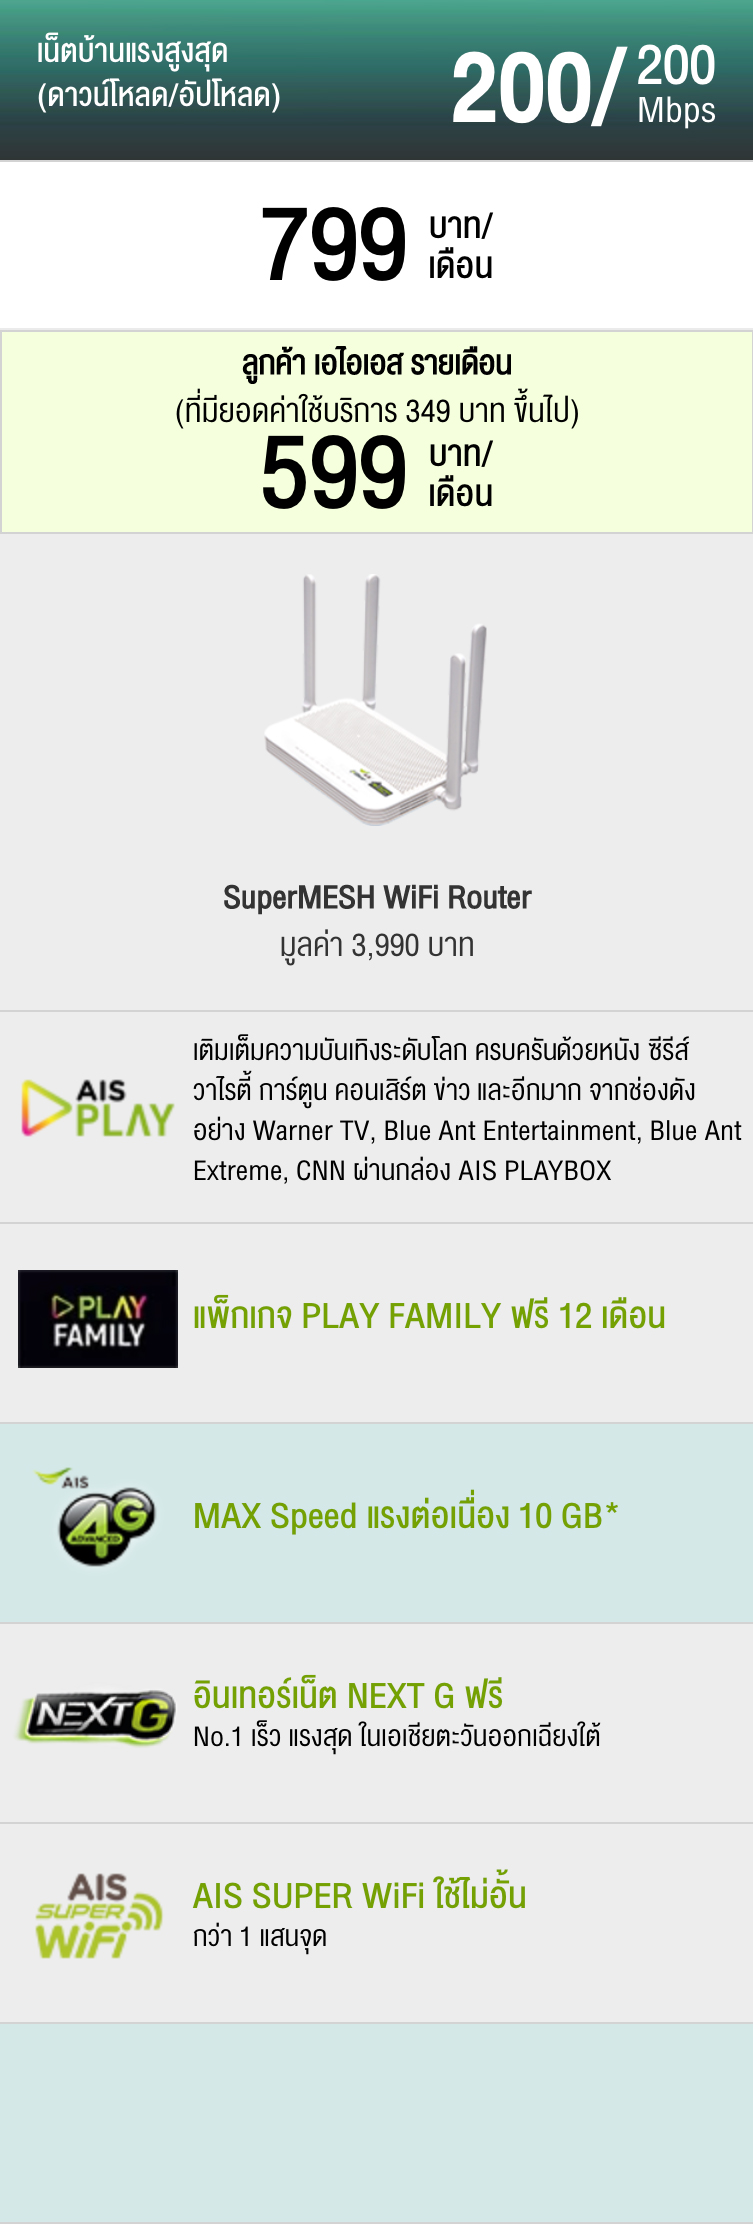 เน็ตบ้านแรงสูงสุด
(ดาวน์โหลด/อัปโหลด)
200/ 200
Mbps
799 บาท/
เดือน
ลูกค้า เอไอเอส รายเดือน
(ที่มียอดค่าใช้บริการ 349 บาท ขึ้นไป)
599 บาท/
เดือน
SuperMESH WiFi Router
มูลค่า 3,990 บาท
AIS
PLAY
เติมเต็มความบันเทิงระดับโลก ครบครันด้วยหนัง ซีรีส์
วาไรตี้ การ์ตูน คอนเสิร์ต ข่าว และอีกมาก จากช่องดัง
อย่าง Warner TV, Blue Ant Entertainment, Blue Ant
Extreme, CNN ผ่านกล่อง AIS PLAYBOX
PLAY
FAMILY
แพ็กเกจ PLAY FAMILY ฟรี 12 เดือน
AIS
4G
ADVANCED
MAX Speed แรงต่อเนื่อง 10 GB*
NEXT G
อินเทอร์เน็ต NEXT G ฟรี
No.1 เร็ว แรงสุด ในเอเชียตะวันออกเฉียงใต้
AIS
SUPER
WiFi
AIS SUPER WiFi ใช้ไม่อั้น
กว่า 1 แสนจุด